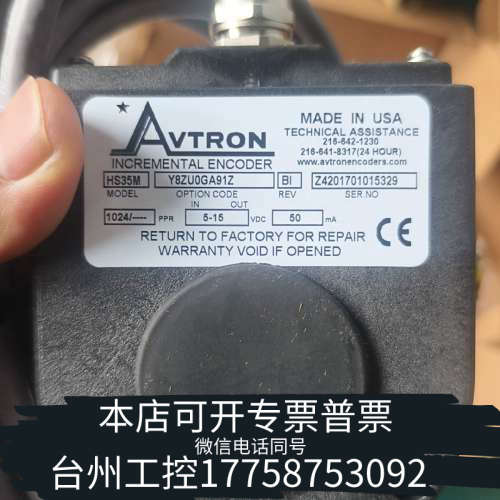 AVTRON
INCREMENTAL ENCODER
MADE IN USA
TECHNICAL ASSISTANCE
216-642-1230
216-641-8317(24 HOUR)
www.avtronencoders.com
HS35M Y8ZU0GA91Z BI Z4201701015329
MODEL OPTION CODE REV SER NO
IN OUT
1024/---- PPR 5-15 VDC 50 mA
RETURN TO FACTORY FOR REPAIR
WARRANTY VOID IF OPENED
CE
本店可开专票普票
微信电话同号
台州工控17758753092